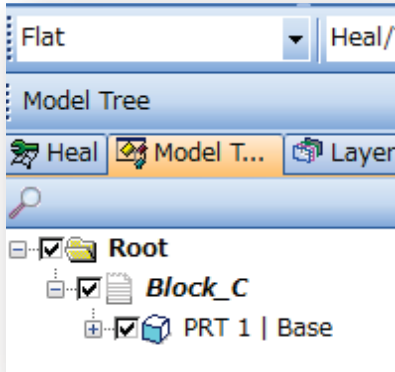 Flat Heal/
Model Tree
Heal Model T... Layer
Root
Block_C
PRT 1 | Base